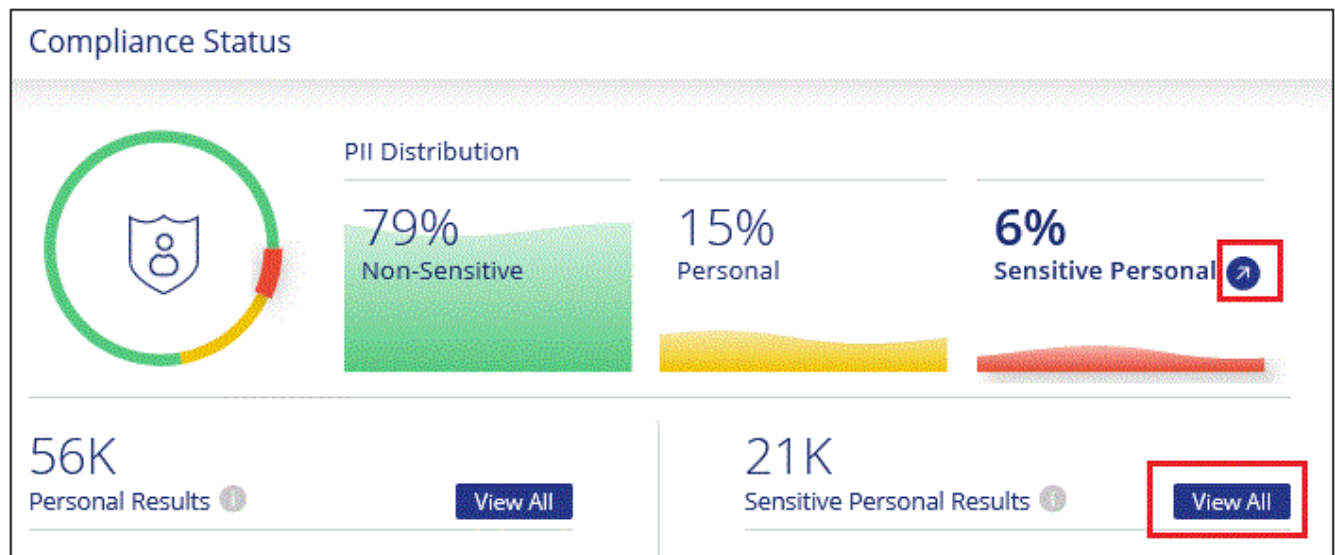 Compliance Status
PII Distribution
79%
Non-Sensitive
15%
Personal
6%
Sensitive Personal
56K
Personal Results
View All
21K
Sensitive Personal Results
View All